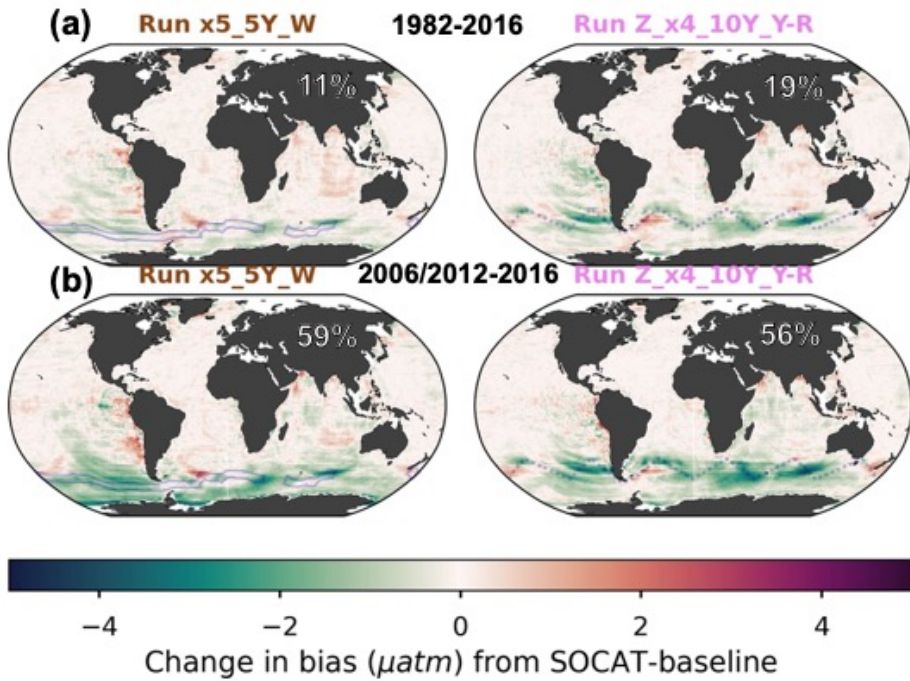 (a) Run x5_5Y_W 1982-2016 Run Z_x4_10Y_Y-R
11% 19%
(b) Run x5_5Y_W 2006/2012-2016 Run Z_x4_10Y_Y-R
59% 56%
−4 −2 0 2 4
Change in bias (μatm) from SOCAT-baseline